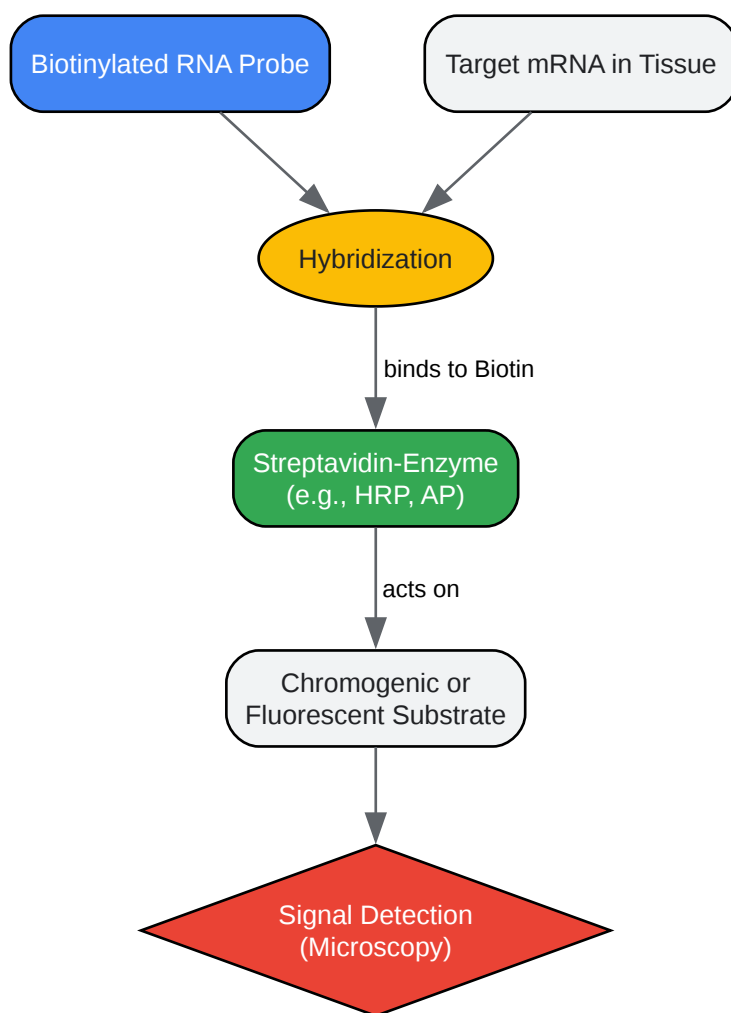 Biotinylated RNA Probe
Target mRNA in Tissue
Hybridization
binds to Biotin
Streptavidin-Enzyme
(e.g., HRP, AP)
acts on
Chromogenic or
Fluorescent Substrate
Signal Detection
(Microscopy)